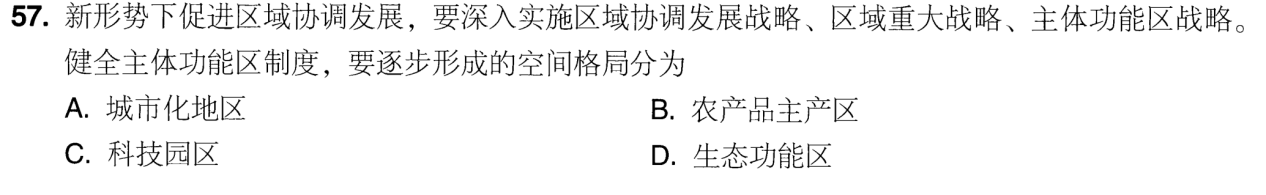 57. 新形势下促进区域协调发展，要深入实施区域协调发展战略、区域重大战略、主体功能区战略。
健全主体功能区制度，要逐步形成的空间格局分为
A. 城市化地区 B. 农产品主产区
C. 科技园区 D. 生态功能区